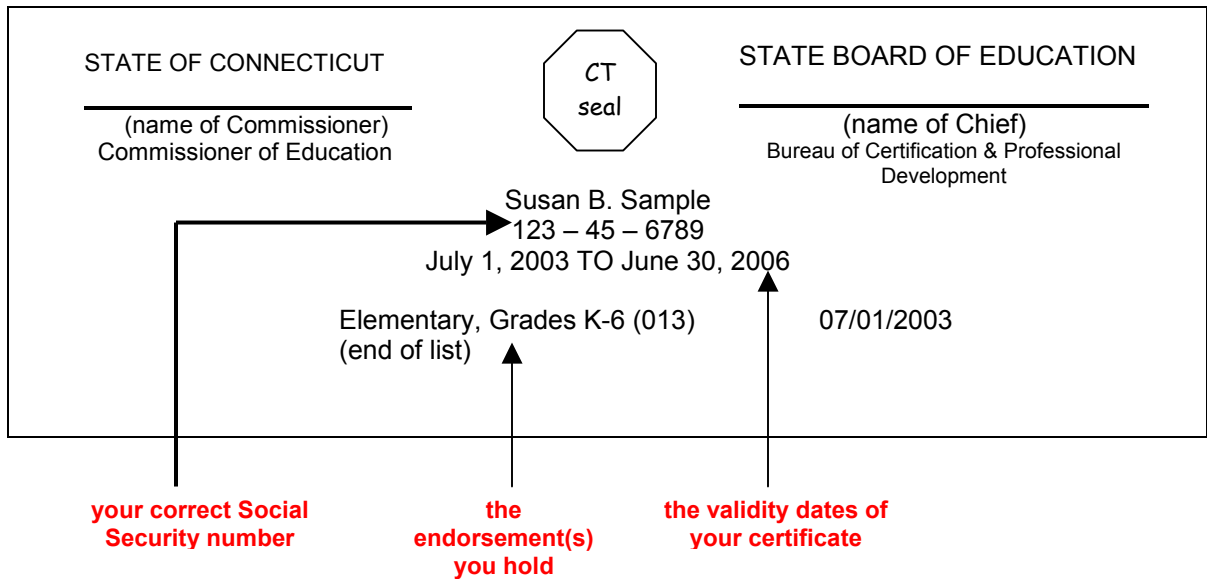 STATE OF CONNECTICUT
CT
seal
STATE BOARD OF EDUCATION
(name of Commissioner)
Commissioner of Education
(name of Chief)
Bureau of Certification & Professional
Development
Susan B. Sample
123 – 45 – 6789
July 1, 2003 TO June 30, 2006
Elementary, Grades K-6 (013) 07/01/2003
(end of list)
your correct Social
Security number
the
endorsement(s)
you hold
the validity dates of
your certificate